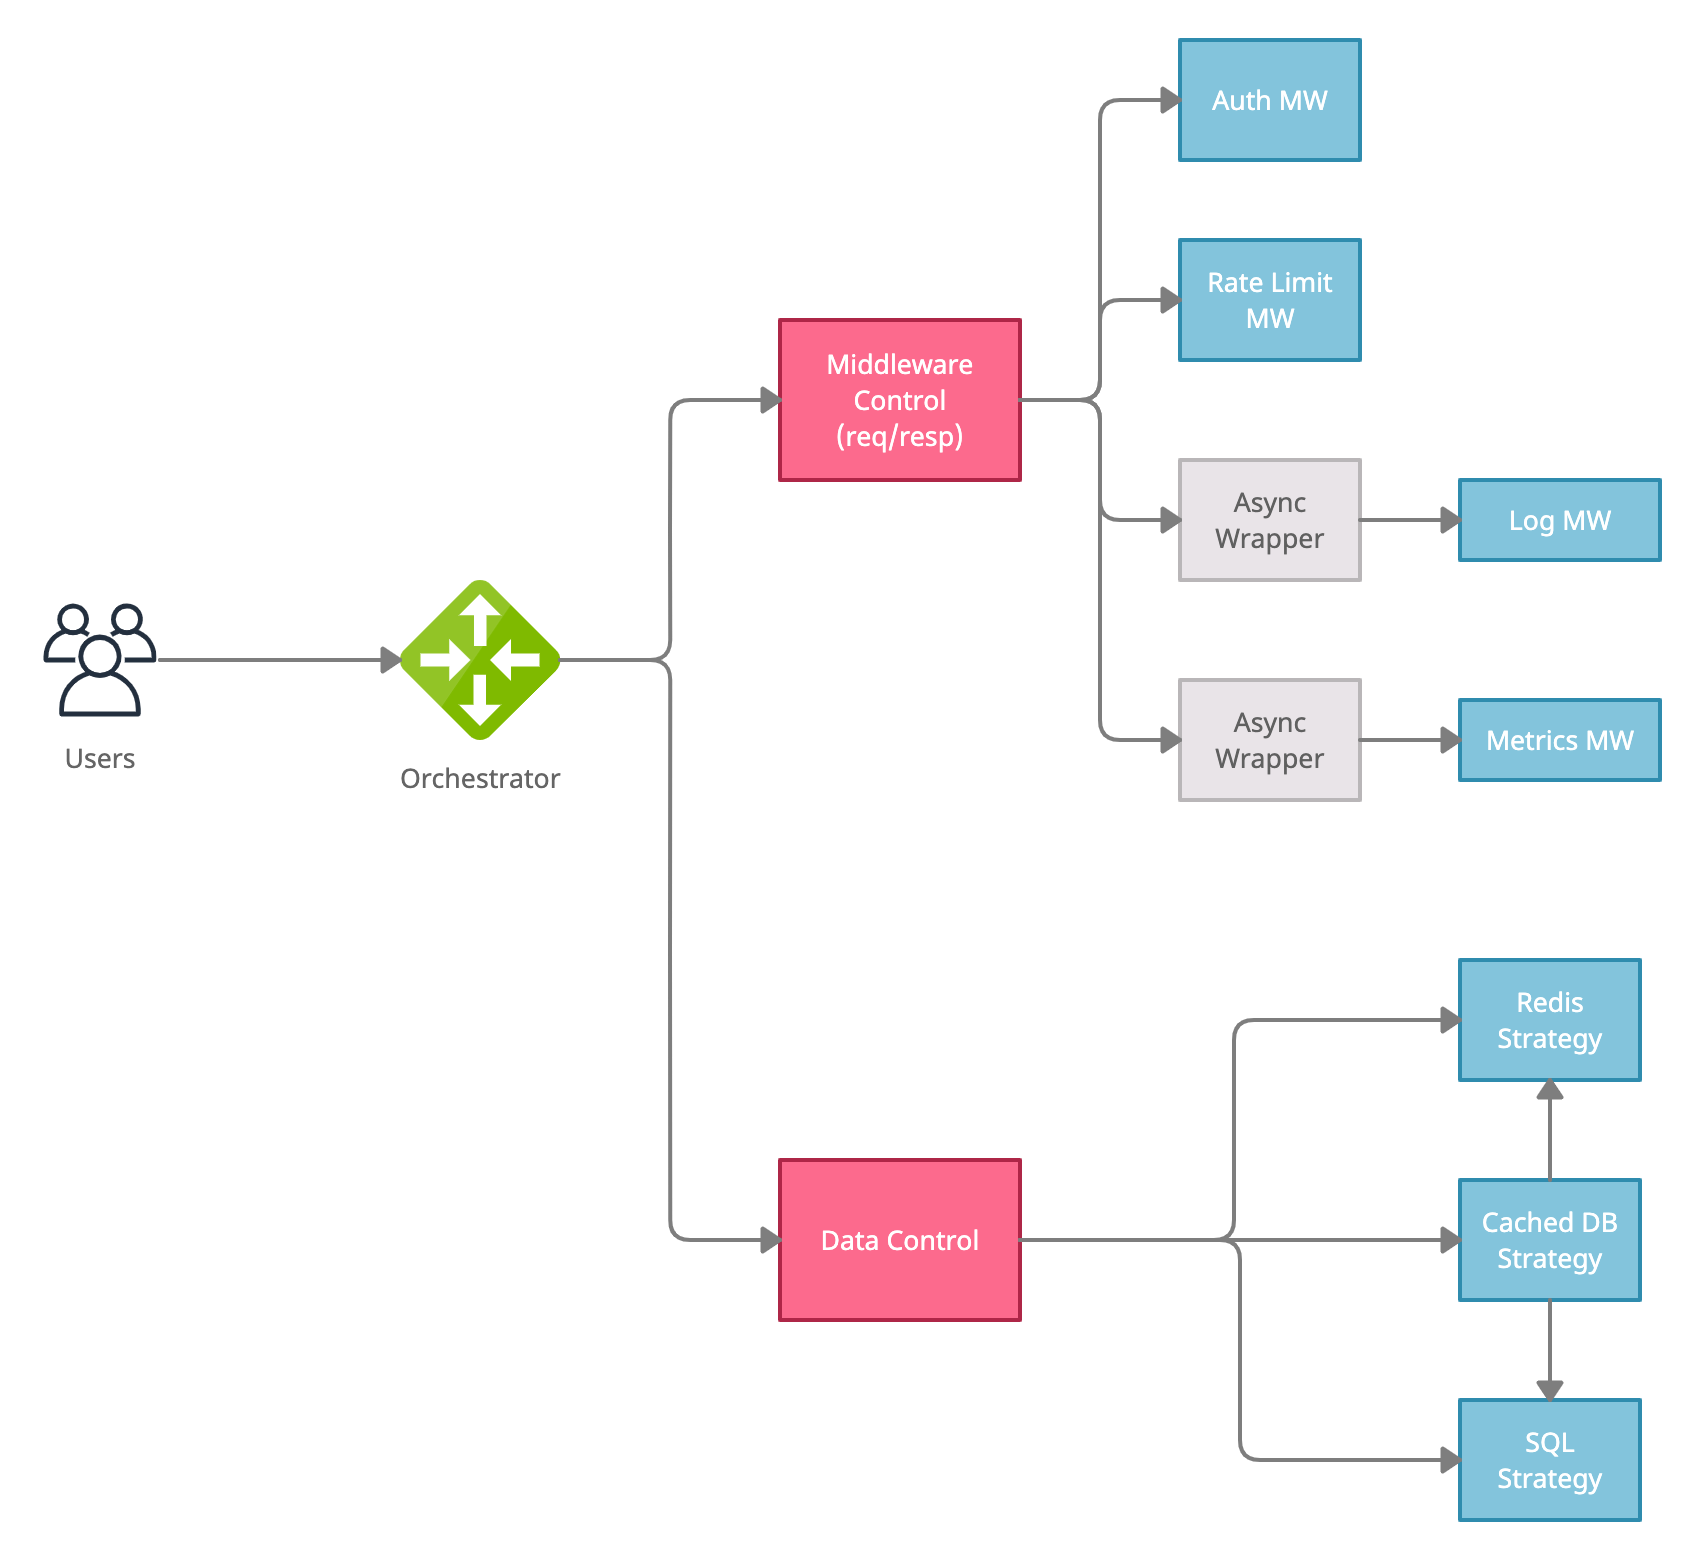 Auth MW
Rate Limit
MW
Middleware
Control
(req/resp)
Async
Wrapper
Log MW
Users
Orchestrator
Async
Wrapper
Metrics MW
Redis
Strategy
Data Control
Cached DB
Strategy
SQL
Strategy